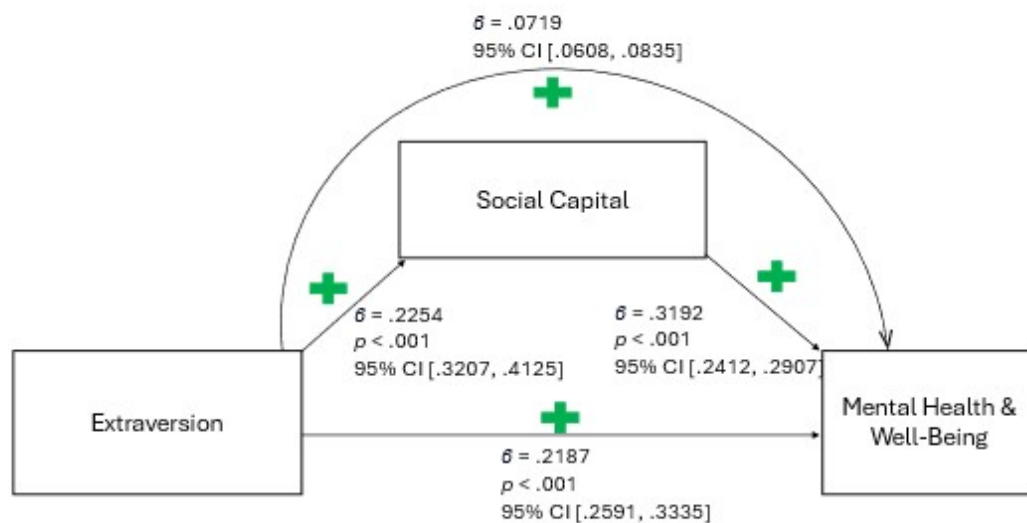 ϐ = .0719
95% CI [.0608, .0835]
Social Capital
ϐ = .2254
p < .001
95% CI [.3207, .4125]
ϐ = .3192
p < .001
95% CI [.2412, .2907]
Extraversion
Mental Health &
Well-Being
ϐ = .2187
p < .001
95% CI [.2591, .3335]